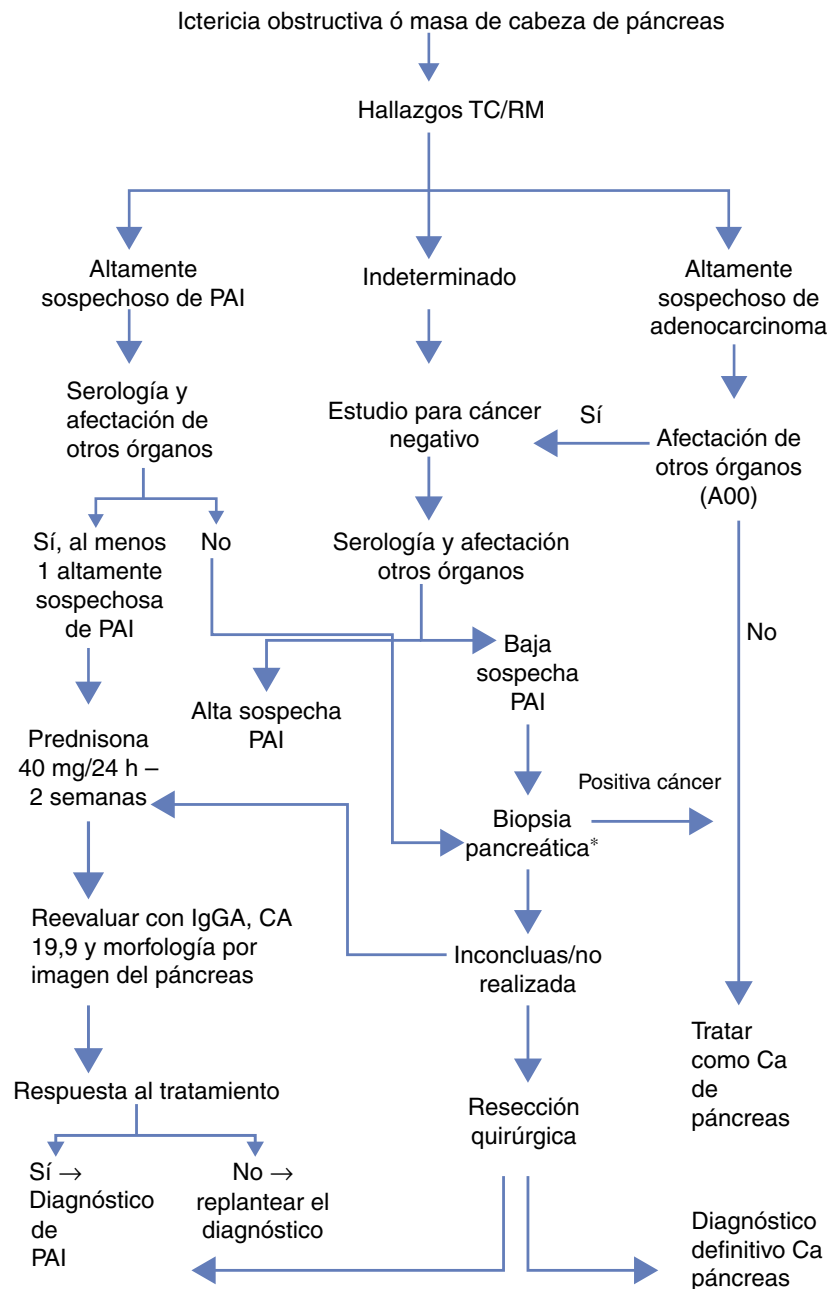 Ictericia obstructiva ó masa de cabeza de páncreas
Hallazgos TC/RM
Altamente
sospechoso de PAI
Indeterminado
Altamente
sospechoso de
adenocarcinoma
Serología y
afectación de
otros órganos
Estudio para cáncer
negativo
Sí
Afectación de
otros órganos
(A00)
Sí, al menos
1 altamente
sospechosa
de PAI
No
Serología y afectación
otros órganos
No
Alta sospecha
PAI
Baja
sospecha
PAI
Prednisona
40 mg/24 h –
2 semanas
Positiva cáncer
Biopsia
pancreática*
Reevaluar con IgGA, CA
19,9 y morfología por
imagen del páncreas
Inconcluas/no
realizada
Tratar
como Ca
de
páncreas
Respuesta al tratamiento
Resección
quirúrgica
Sí →
Diagnóstico
de
PAI
No →
replantear el
diagnóstico
Diagnóstico
definitivo Ca
páncreas